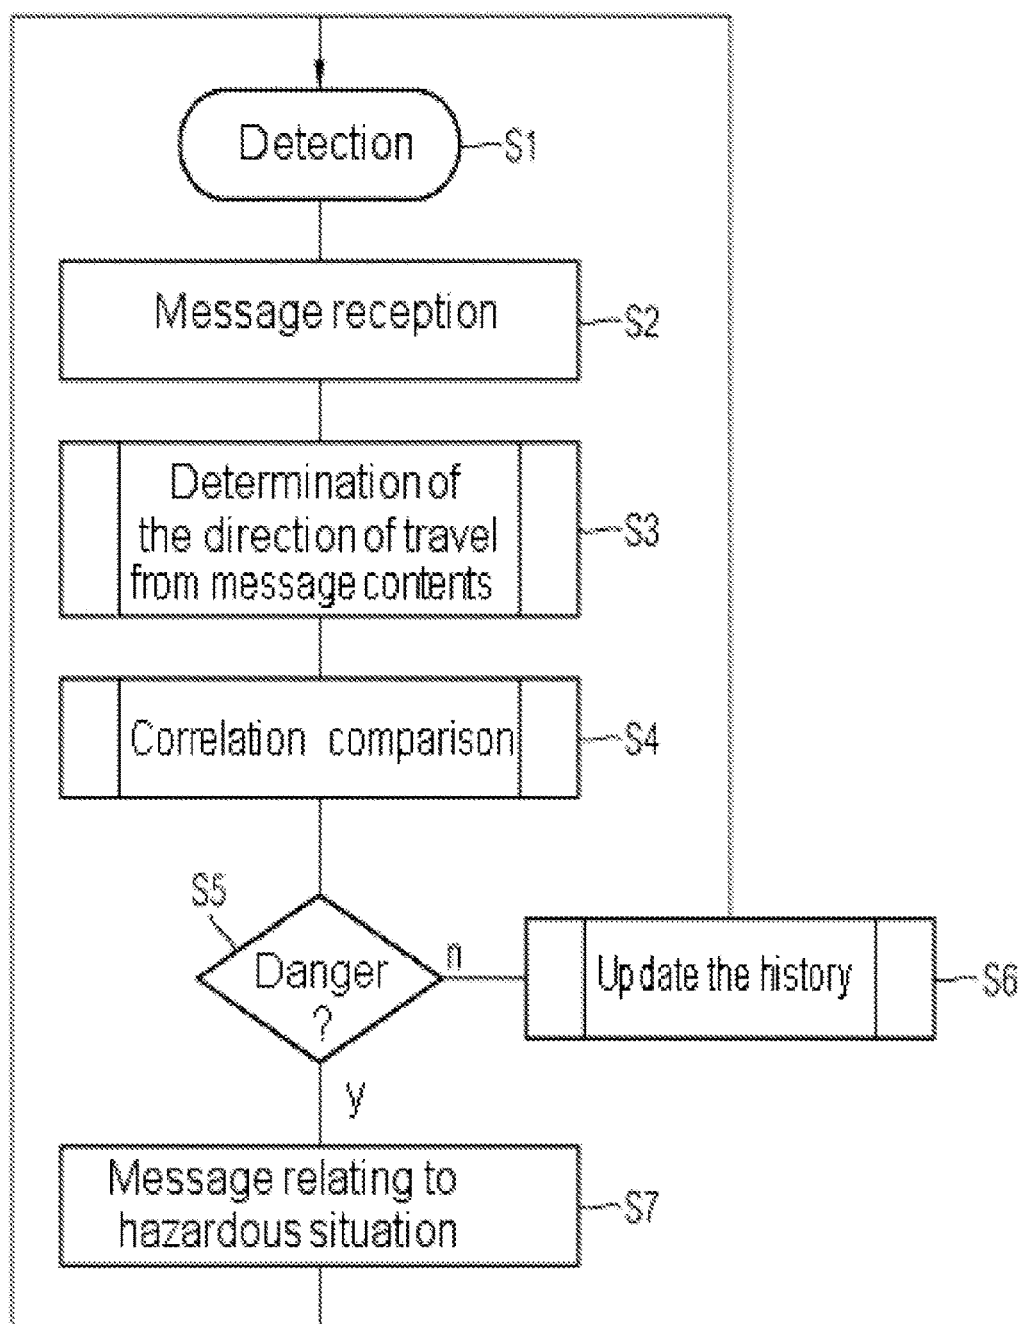 Detection
S1
Message reception
S2
Determination of
the direction of travel
from message contents
S3
Correlation comparison
S4
S5
Danger
?
n
Update the history
S6
y
Message relating to
hazardous situation
S7